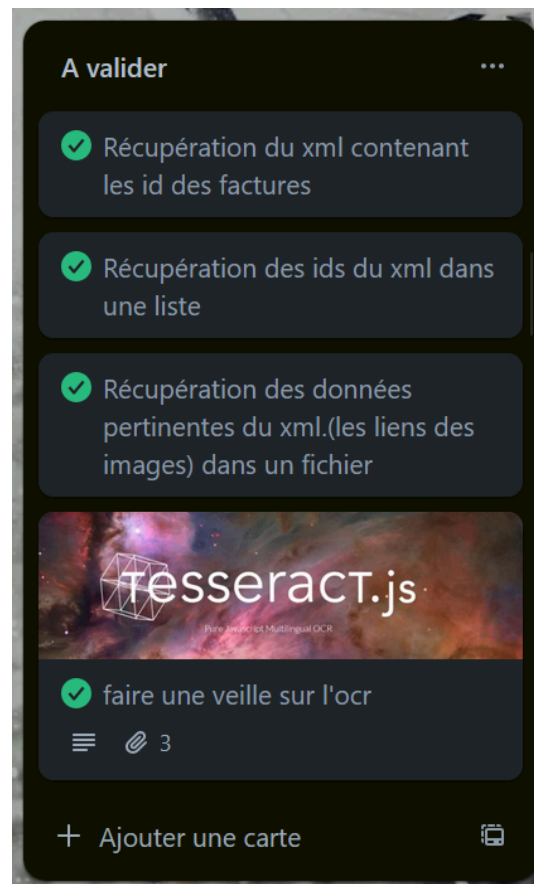 A valider
Récupération du xml contenant
les id des factures
Récupération des ids du xml dans
une liste
Récupération des données
pertinentes du xml.(les liens des
images) dans un fichier
Tesseract.js
Pure Javascript Multilingual OCR
faire une veille sur l'ocr
3
Ajouter une carte